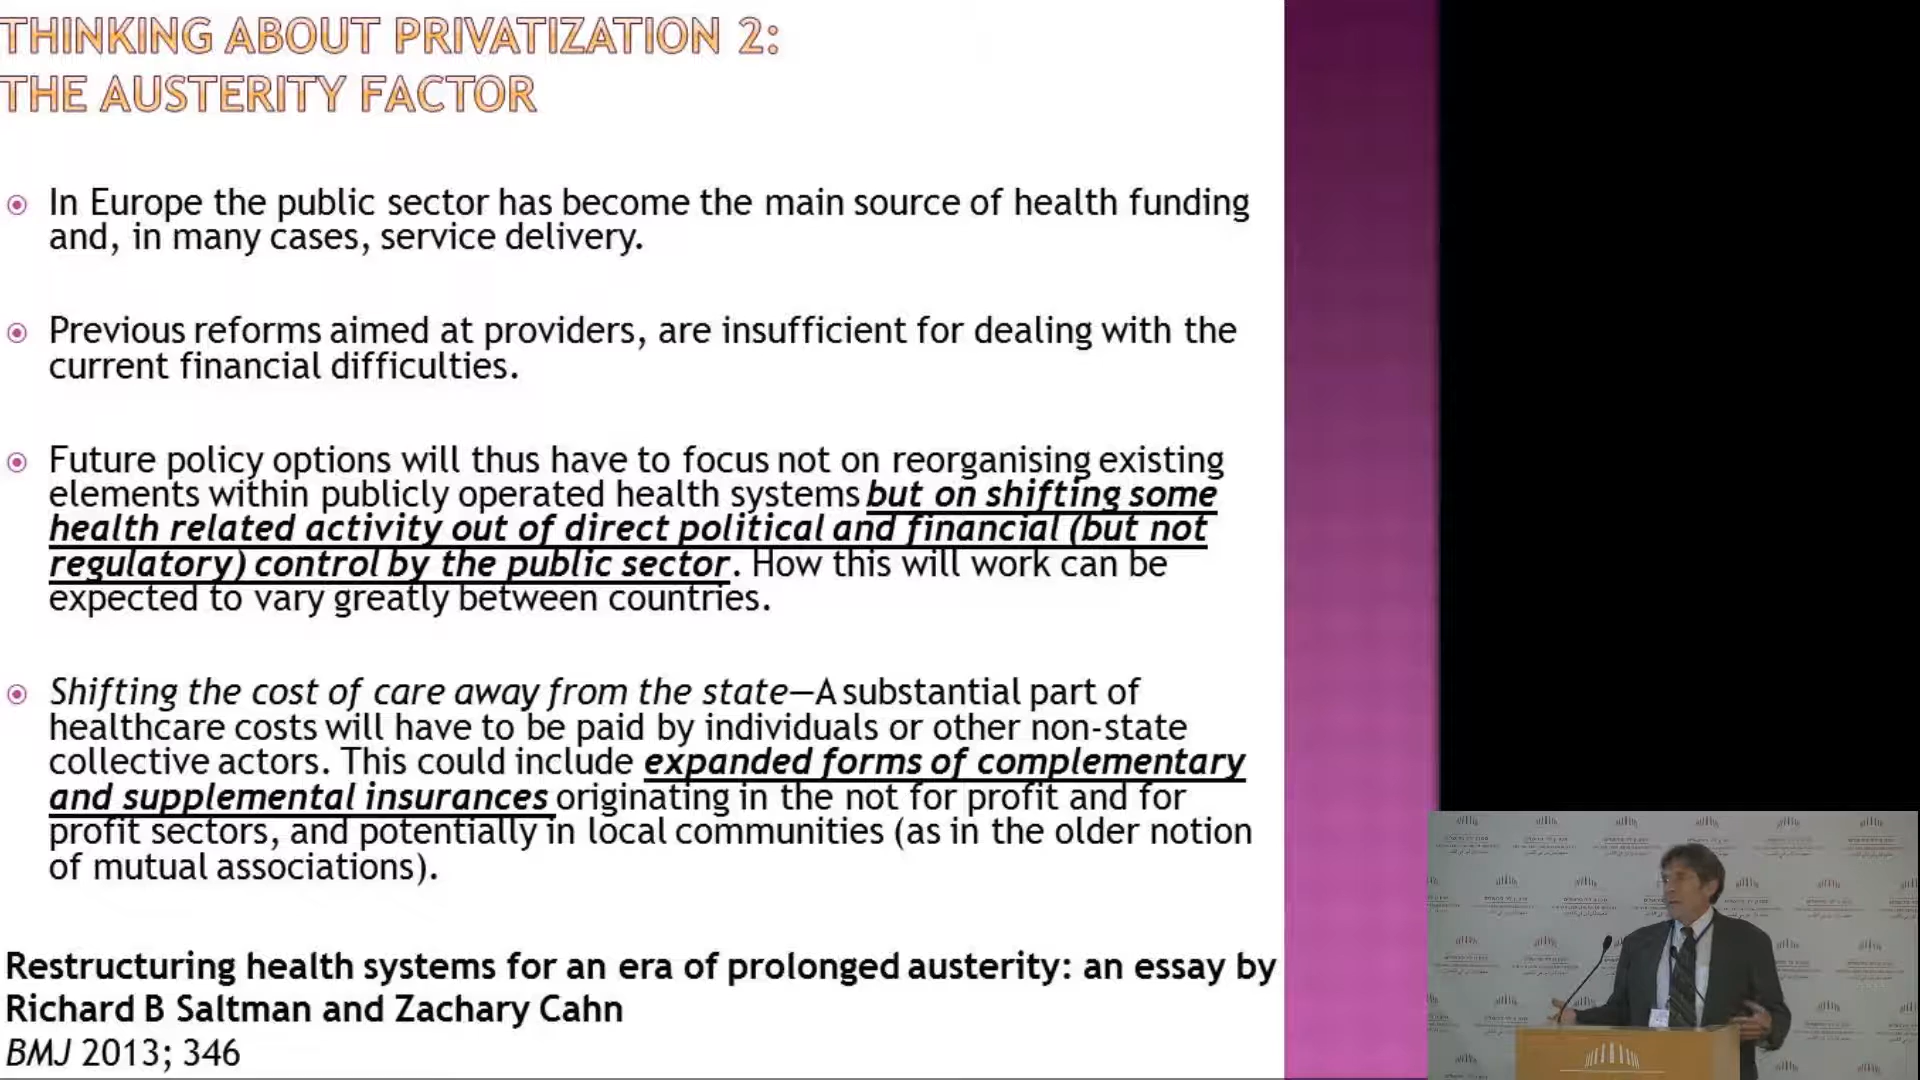 THINKING ABOUT PRIVATIZATION 2:
THE AUSTERITY FACTOR
In Europe the public sector has become the main source of health funding
and, in many cases, service delivery.
Previous reforms aimed at providers, are insufficient for dealing with the
current financial difficulties.
Future policy options will thus have to focus not on reorganising existing
elements within publicly operated health systems but on shifting some
health related activity out of direct political and financial (but not
regulatory) control by the public sector. How this will work can be
expected to vary greatly between countries.
Shifting the cost of care away from the state—A substantial part of
healthcare costs will have to be paid by individuals or other non-state
collective actors. This could include expanded forms of complementary
and supplemental insurances originating in the not for profit and for
profit sectors, and potentially in local communities (as in the older notion
of mutual associations).
Restructuring health systems for an era of prolonged austerity: an essay by
Richard B Saltman and Zachary Cahn
BMJ 2013; 346